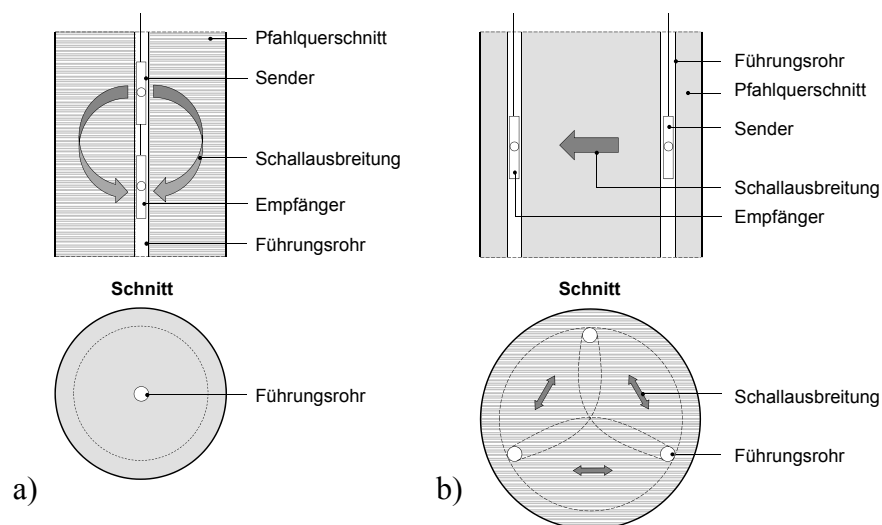 Pfahlquerschnitt
Sender
Schallausbreitung
Empfänger
Führungsrohr
Schnitt
Führungsrohr
a)
Führungsrohr
Pfahlquerschnitt
Sender
Schallausbreitung
Empfänger
Schnitt
Schallausbreitung
Führungsrohr
b)